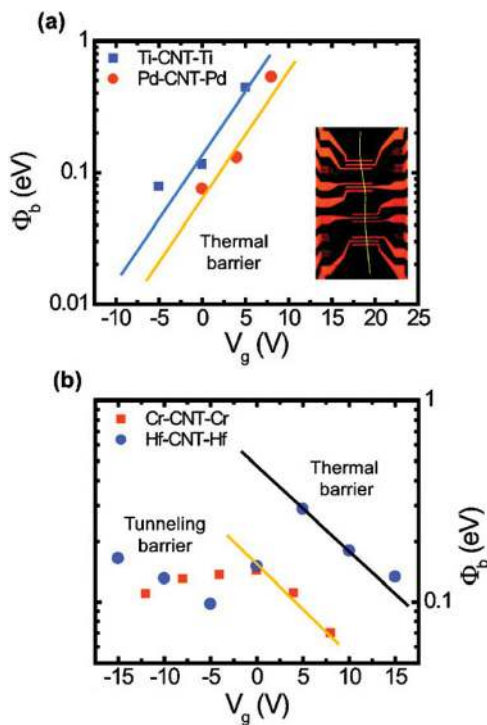 (a)
1
Ti-CNT-Ti
Pd-CNT-Pd
0.1
Φb (eV)
Thermal
barrier
0.01
-10 -5 0 5 10 15 20 25
Vg (V)
(b)
1
Cr-CNT-Cr
Hf-CNT-Hf
Thermal
barrier
Tunneling
barrier
Φb (eV)
0.1
-15 -10 -5 0 5 10 15
Vg (V)